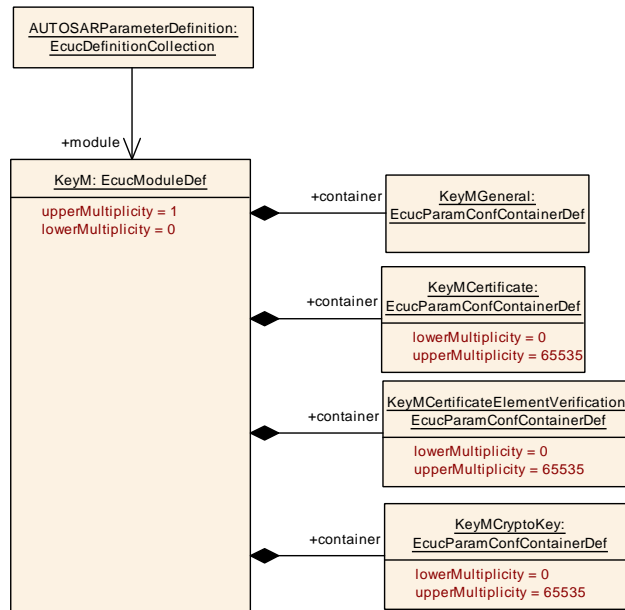 AUTOSARParameterDefinition:
EcucDefinitionCollection
+module
KeyM: EcucModuleDef
upperMultiplicity = 1
lowerMultiplicity = 0
+container
KeyMGeneral:
EcucParamConfContainerDef
+container
KeyMCertificate:
EcucParamConfContainerDef
lowerMultiplicity = 0
upperMultiplicity = 65535
+container
KeyMCertificateElementVerification
EcucParamConfContainerDef
lowerMultiplicity = 0
upperMultiplicity = 65535
+container
KeyMCryptoKey:
EcucParamConfContainerDef
lowerMultiplicity = 0
upperMultiplicity = 65535